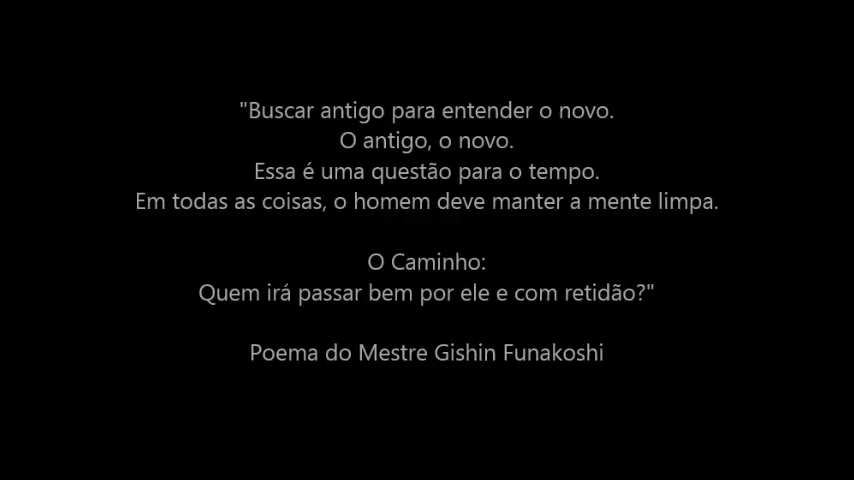 "Buscar antigo para entender o novo.
O antigo, o novo.
Essa é uma questão para o tempo.
Em todas as coisas, o homem deve manter a mente limpa.
O Caminho:
Quem irá passar bem por ele e com retidão?"
Poema do Mestre Gishin Funakoshi